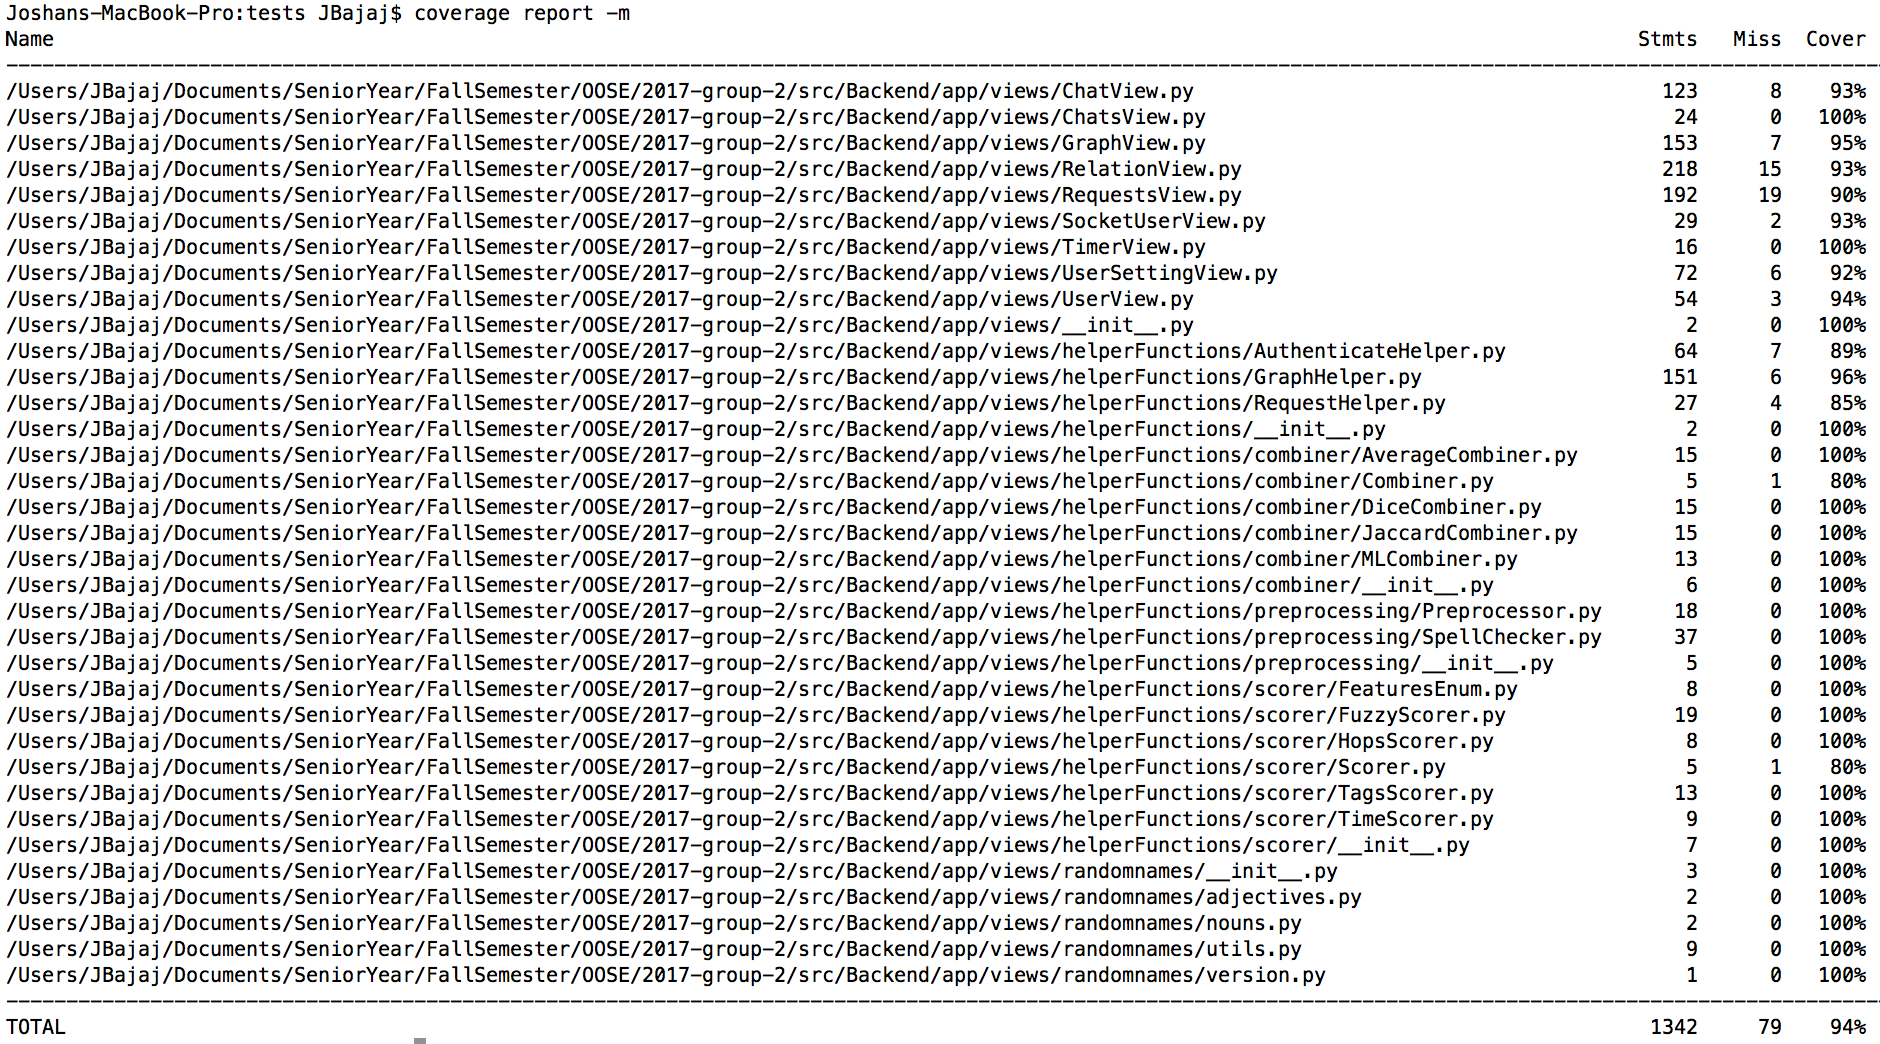 Joshans-MacBook-Pro:tests JBajaj$ coverage report -m
Name Stmts Miss Cover
/Users/JBajaj/Documents/SeniorYear/FallSemester/OOSE/2017-group-2/src/Backend/app/views/ChatView.py 123 8 93%
/Users/JBajaj/Documents/SeniorYear/FallSemester/OOSE/2017-group-2/src/Backend/app/views/ChatsView.py 24 0 100%
/Users/JBajaj/Documents/SeniorYear/FallSemester/OOSE/2017-group-2/src/Backend/app/views/GraphView.py 153 7 95%
/Users/JBajaj/Documents/SeniorYear/FallSemester/OOSE/2017-group-2/src/Backend/app/views/RelationView.py 218 15 93%
/Users/JBajaj/Documents/SeniorYear/FallSemester/OOSE/2017-group-2/src/Backend/app/views/RequestsView.py 192 19 90%
/Users/JBajaj/Documents/SeniorYear/FallSemester/OOSE/2017-group-2/src/Backend/app/views/SocketUserView.py 29 2 93%
/Users/JBajaj/Documents/SeniorYear/FallSemester/OOSE/2017-group-2/src/Backend/app/views/TimerView.py 16 0 100%
/Users/JBajaj/Documents/SeniorYear/FallSemester/OOSE/2017-group-2/src/Backend/app/views/UserSettingView.py 72 6 92%
/Users/JBajaj/Documents/SeniorYear/FallSemester/OOSE/2017-group-2/src/Backend/app/views/UserView.py 54 3 94%
/Users/JBajaj/Documents/SeniorYear/FallSemester/OOSE/2017-group-2/src/Backend/app/views/__init__.py 2 0 100%
/Users/JBajaj/Documents/SeniorYear/FallSemester/OOSE/2017-group-2/src/Backend/app/views/helperFunctions/AuthenticateHelper.py 64 7 89%
/Users/JBajaj/Documents/SeniorYear/FallSemester/OOSE/2017-group-2/src/Backend/app/views/helperFunctions/GraphHelper.py 151 6 96%
/Users/JBajaj/Documents/SeniorYear/FallSemester/OOSE/2017-group-2/src/Backend/app/views/helperFunctions/RequestHelper.py 27 4 85%
/Users/JBajaj/Documents/SeniorYear/FallSemester/OOSE/2017-group-2/src/Backend/app/views/helperFunctions/__init__.py 2 0 100%
/Users/JBajaj/Documents/SeniorYear/FallSemester/OOSE/2017-group-2/src/Backend/app/views/helperFunctions/combiner/AverageCombiner.py 15 0 100%
/Users/JBajaj/Documents/SeniorYear/FallSemester/OOSE/2017-group-2/src/Backend/app/views/helperFunctions/combiner/Combiner.py 5 1 80%
/Users/JBajaj/Documents/SeniorYear/FallSemester/OOSE/2017-group-2/src/Backend/app/views/helperFunctions/combiner/DiceCombiner.py 15 0 100%
/Users/JBajaj/Documents/SeniorYear/FallSemester/OOSE/2017-group-2/src/Backend/app/views/helperFunctions/combiner/JaccardCombiner.py 15 0 100%
/Users/JBajaj/Documents/SeniorYear/FallSemester/OOSE/2017-group-2/src/Backend/app/views/helperFunctions/combiner/MLCombiner.py 13 0 100%
/Users/JBajaj/Documents/SeniorYear/FallSemester/OOSE/2017-group-2/src/Backend/app/views/helperFunctions/combiner/__init__.py 6 0 100%
/Users/JBajaj/Documents/SeniorYear/FallSemester/OOSE/2017-group-2/src/Backend/app/views/helperFunctions/preprocessing/Preprocessor.py 18 0 100%
/Users/JBajaj/Documents/SeniorYear/FallSemester/OOSE/2017-group-2/src/Backend/app/views/helperFunctions/preprocessing/SpellChecker.py 37 0 100%
/Users/JBajaj/Documents/SeniorYear/FallSemester/OOSE/2017-group-2/src/Backend/app/views/helperFunctions/preprocessing/__init__.py 5 0 100%
/Users/JBajaj/Documents/SeniorYear/FallSemester/OOSE/2017-group-2/src/Backend/app/views/helperFunctions/scorer/FeaturesEnum.py 8 0 100%
/Users/JBajaj/Documents/SeniorYear/FallSemester/OOSE/2017-group-2/src/Backend/app/views/helperFunctions/scorer/FuzzyScorer.py 19 0 100%
/Users/JBajaj/Documents/SeniorYear/FallSemester/OOSE/2017-group-2/src/Backend/app/views/helperFunctions/scorer/HopsScorer.py 8 0 100%
/Users/JBajaj/Documents/SeniorYear/FallSemester/OOSE/2017-group-2/src/Backend/app/views/helperFunctions/scorer/Scorer.py 5 1 80%
/Users/JBajaj/Documents/SeniorYear/FallSemester/OOSE/2017-group-2/src/Backend/app/views/helperFunctions/scorer/TagsScorer.py 13 0 100%
/Users/JBajaj/Documents/SeniorYear/FallSemester/OOSE/2017-group-2/src/Backend/app/views/helperFunctions/scorer/TimeScorer.py 9 0 100%
/Users/JBajaj/Documents/SeniorYear/FallSemester/OOSE/2017-group-2/src/Backend/app/views/helperFunctions/scorer/__init__.py 7 0 100%
/Users/JBajaj/Documents/SeniorYear/FallSemester/OOSE/2017-group-2/src/Backend/app/views/randomnames/__init__.py 3 0 100%
/Users/JBajaj/Documents/SeniorYear/FallSemester/OOSE/2017-group-2/src/Backend/app/views/randomnames/adjectives.py 2 0 100%
/Users/JBajaj/Documents/SeniorYear/FallSemester/OOSE/2017-group-2/src/Backend/app/views/randomnames/nouns.py 2 0 100%
/Users/JBajaj/Documents/SeniorYear/FallSemester/OOSE/2017-group-2/src/Backend/app/views/randomnames/utils.py 9 0 100%
/Users/JBajaj/Documents/SeniorYear/FallSemester/OOSE/2017-group-2/src/Backend/app/views/randomnames/version.py 1 0 100%
TOTAL 1342 79 94%